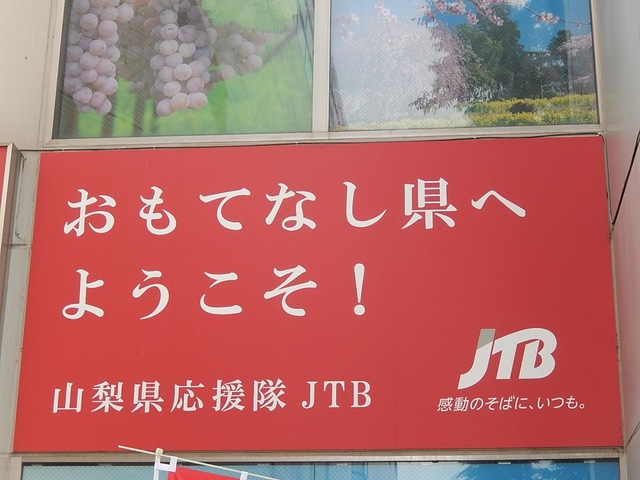 おもてなし県へ
ようこそ！
山梨県応援隊 JTB
JTB
感動のそばに、いつも。